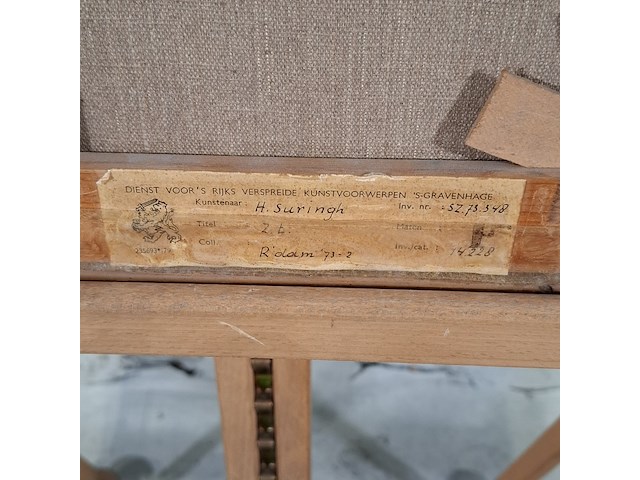 DIENST VOOR'S RIJKS VERSPREIDE KUNSTVOORWERPEN 'S-GRAVENHAGE
Kunstenaar: H. Suringh Inv. nr.: SZ.73.348
Titel : Z.t. Maten :
Coll R'dam 73-2 Inv./cat. : 14228